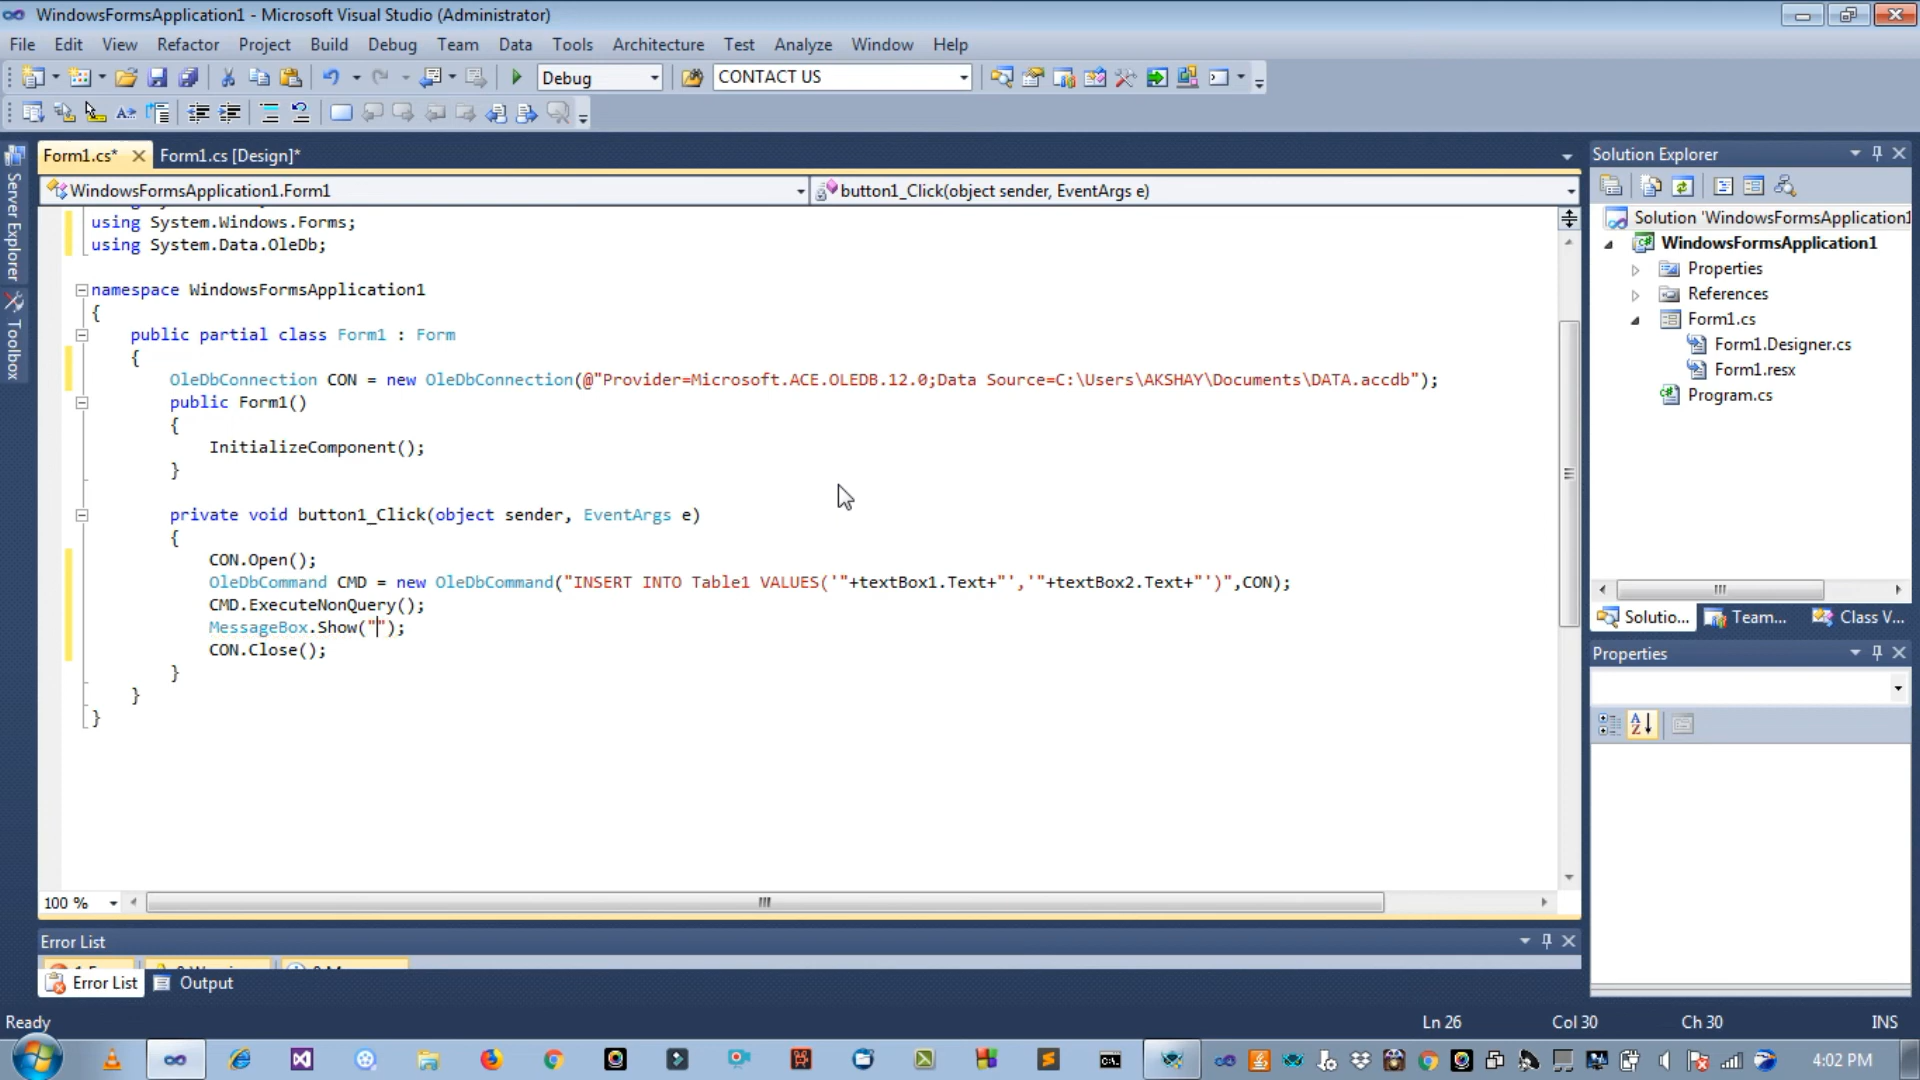 WindowsFormsApplication1 - Microsoft Visual Studio (Administrator)
File Edit View Refactor Project Build Debug Team Data Tools Architecture Test Analyze Window Help
Debug CONTACT US
Form1.cs* Form1.cs [Design]*
WindowsFormsApplication1.Form1 button1_Click(object sender, EventArgs e)
using System.Windows.Forms;
using System.Data.OleDb;
namespace WindowsFormsApplication1
{
public partial class Form1 : Form
{
OleDbConnection CON = new OleDbConnection(@"Provider=Microsoft.ACE.OLEDB.12.0;Data Source=C:\Users\AKSHAY\Documents\DATA.accdb");
public Form1()
{
InitializeComponent();
}
private void button1_Click(object sender, EventArgs e)
{
CON.Open();
OleDbCommand CMD = new OleDbCommand("INSERT INTO Table1 VALUES('"+textBox1.Text+"','"+textBox2.Text+"')",CON);
CMD.ExecuteNonQuery();
MessageBox.Show("");
CON.Close();
}
}
}
100 %
Error List
Error List Output
Ready Ln 26 Col 30 Ch 30 INS
Server Explorer
Toolbox
Solution Explorer
Solution 'WindowsFormsApplication1
WindowsFormsApplication1
Properties
References
Form1.cs
Form1.Designer.cs
Form1.resx
Program.cs
Solutio... Team... Class V...
Properties
4:02 PM